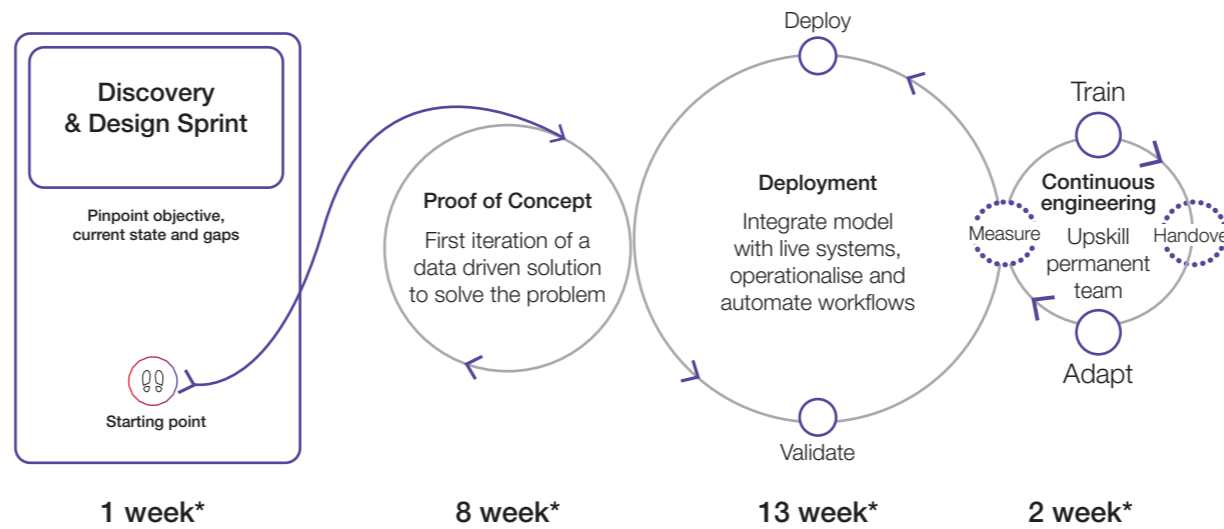 Discovery
& Design Sprint
Pinpoint objective,
current state and gaps
Starting point
1 week*
Proof of Concept
First iteration of a
data driven solution
to solve the problem
8 week*
Deploy
Deployment
Integrate model
with live systems,
operationalise and
automate workflows
Validate
13 week*
Train
Continuous
engineering
Measure
Handover
Upskill
permanent
team
Adapt
2 week*